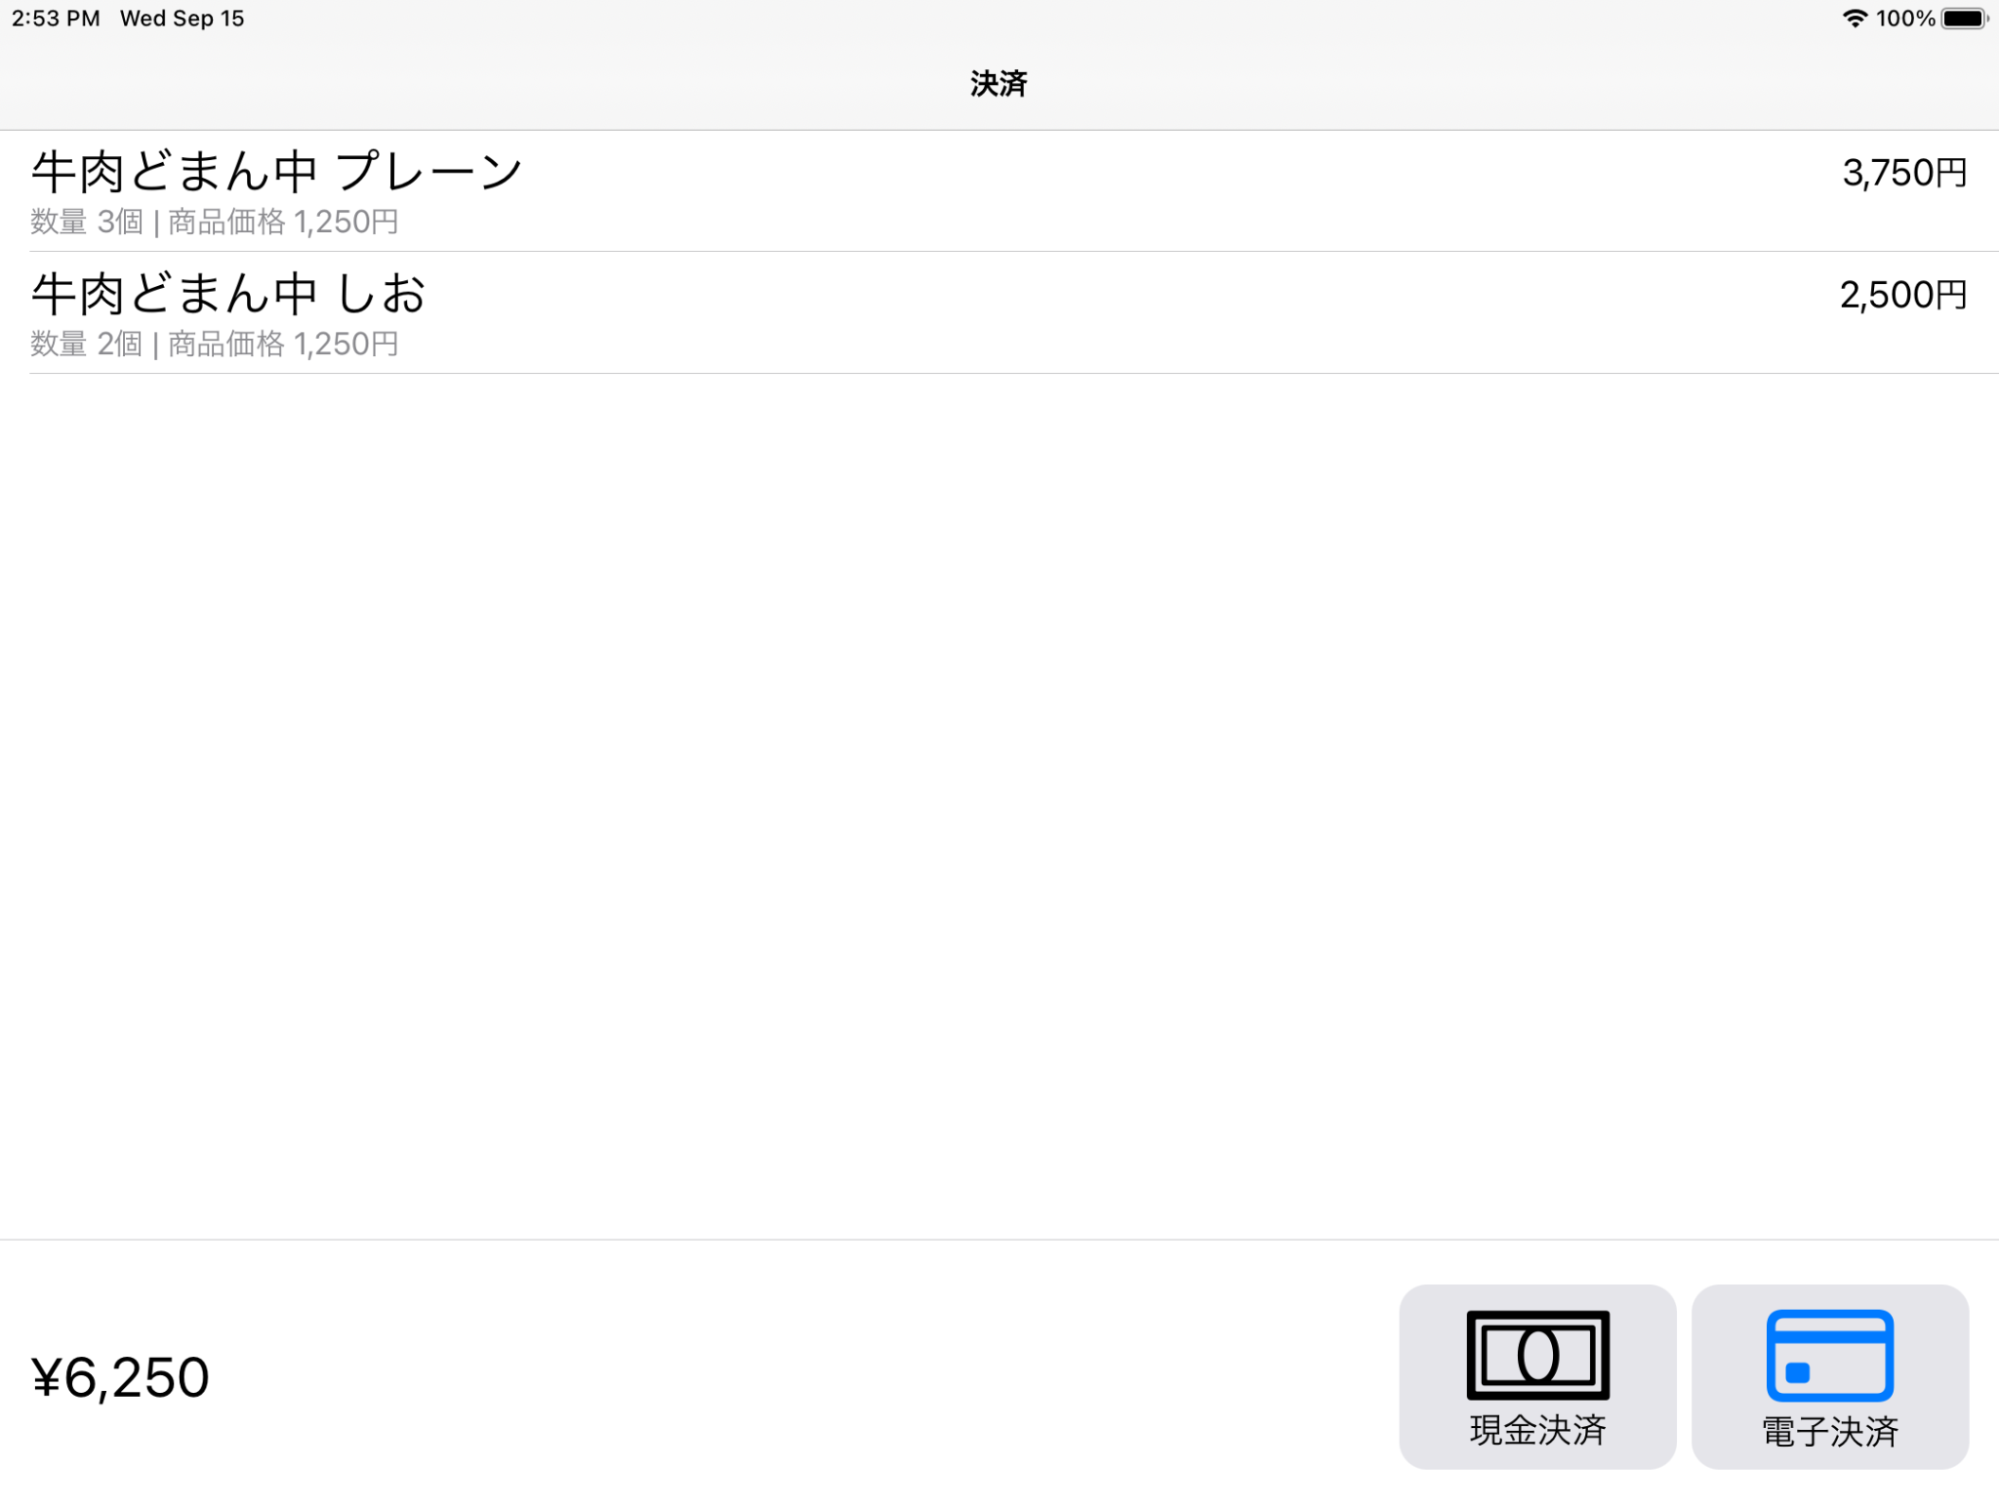 2:53 PM Wed Sep 15 100%
決済
牛肉どまん中 プレーン 3,750円
数量 3個 | 商品価格 1,250円
牛肉どまん中 しお 2,500円
数量 2個 | 商品価格 1,250円
¥6,250
現金決済 電子決済